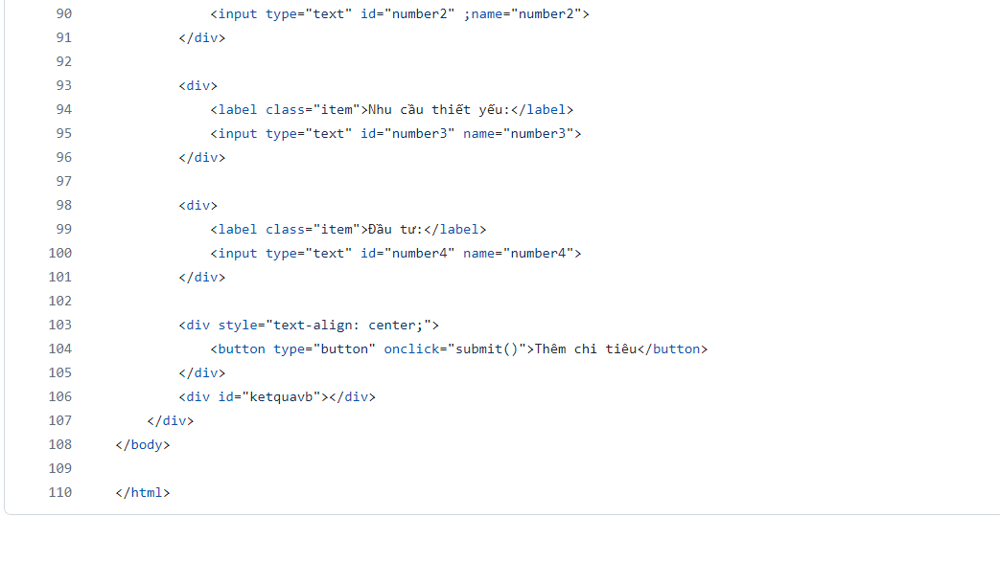 90 <input type="text" id="number2" ;name="number2">
91 </div>
92
93 <div>
94 <label class="item">Nhu cầu thiết yếu:</label>
95 <input type="text" id="number3" name="number3">
96 </div>
97
98 <div>
99 <label class="item">Đầu tư:</label>
100 <input type="text" id="number4" name="number4">
101 </div>
102
103 <div style="text-align: center;">
104 <button type="button" onclick="submit()">Thêm chi tiêu</button>
105 </div>
106 <div id="ketquavb"></div>
107 </div>
108 </body>
109
110 </html>